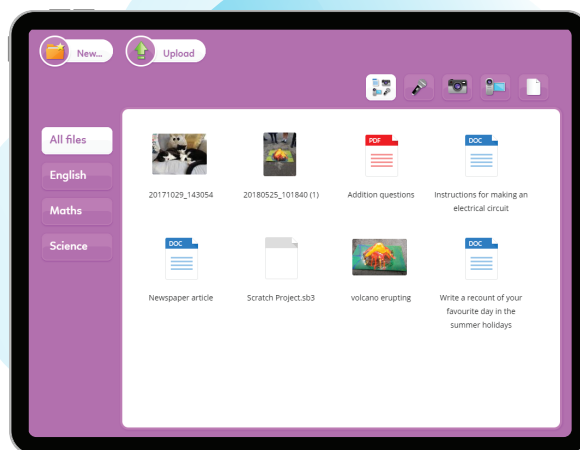 New...
Upload
All files
English
Maths
Science
20171029_143054
20180525_101840 (1)
PDF
Addition questions
DOC
Instructions for making an
electrical circuit
DOC
Newspaper article
Scratch Project.sb3
volcano erupting
DOC
Write a recount of your
favourite day in the
summer holidays